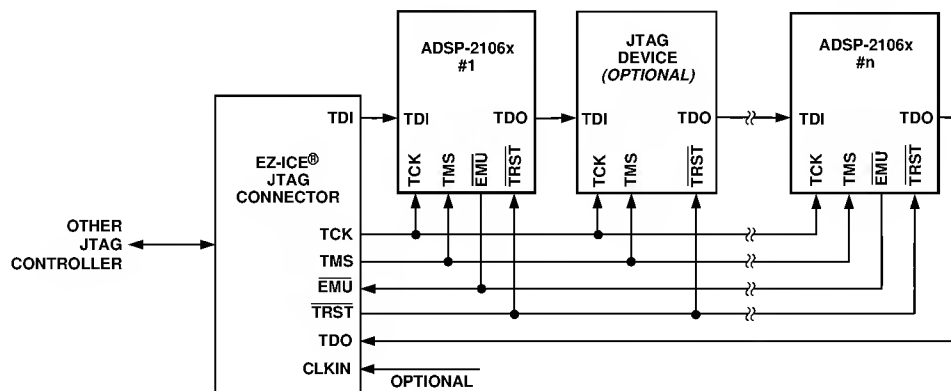 ADSP-2106x
#1
TDI
TDO
TCK
TMS
EMU
TRST
JTAG
DEVICE
(OPTIONAL)
TDI
TDO
TCK
TMS
TRST
ADSP-2106x
#n
TDI
TDO
TCK
TMS
EMU
TRST
EZ-ICE®
JTAG
CONNECTOR
TDI
TCK
TMS
EMU
TRST
TDO
CLKIN
OPTIONAL
OTHER
JTAG
CONTROLLER